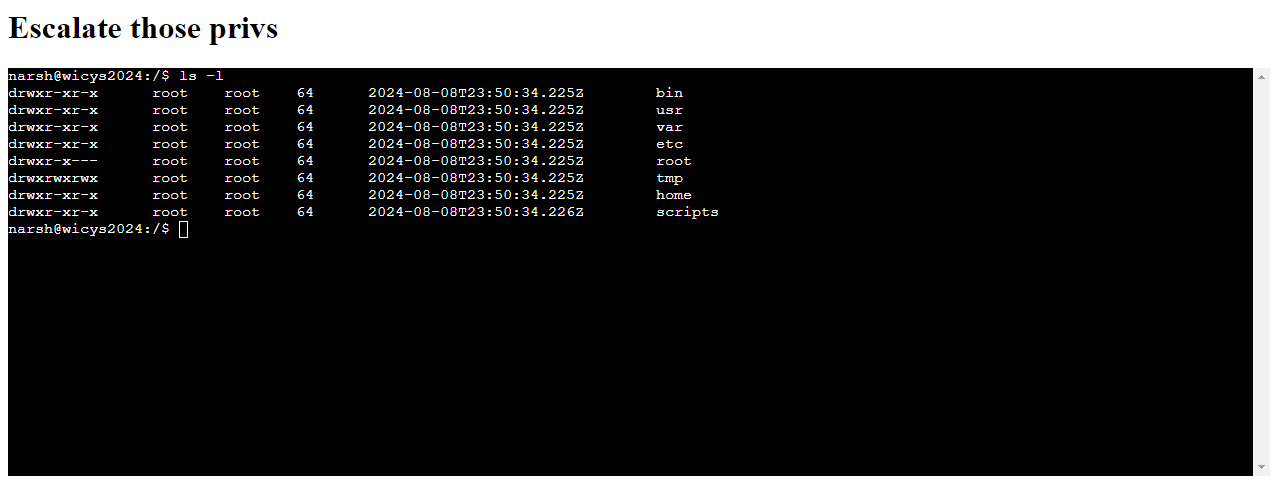 Escalate those privs
narsh@wicys2024:/$ ls -l
drwxr-xr-x root root 64 2024-08-08T23:50:34.225Z bin
drwxr-xr-x root root 64 2024-08-08T23:50:34.225Z usr
drwxr-xr-x root root 64 2024-08-08T23:50:34.225Z var
drwxr-xr-x root root 64 2024-08-08T23:50:34.225Z etc
drwxr-x--- root root 64 2024-08-08T23:50:34.225Z root
drwxrwxrwx root root 64 2024-08-08T23:50:34.225Z tmp
drwxr-xr-x root root 64 2024-08-08T23:50:34.225Z home
drwxr-xr-x root root 64 2024-08-08T23:50:34.226Z scripts
narsh@wicys2024:/$